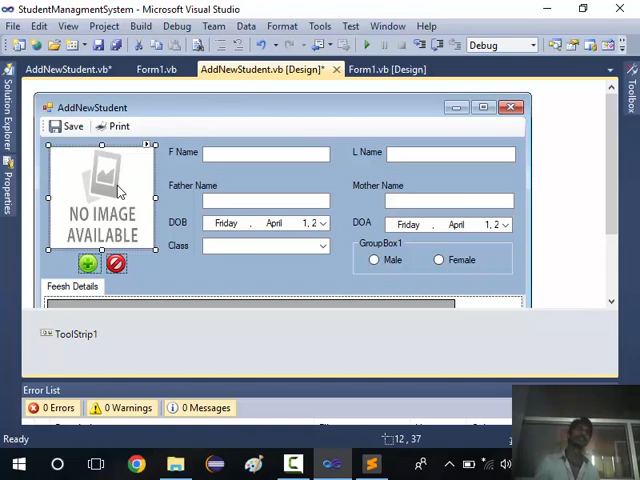 StudentManagmentSystem - Microsoft Visual Studio
File Edit View Project Build Debug Team Data Format Tools Test Window Help
Debug
AddNewStudent.vb* Form1.vb AddNewStudent.vb [Design]* Form1.vb [Design]
Solution Explorer
Properties
Toolbox
AddNewStudent
Save Print
NO IMAGE
AVAILABLE
F Name
L Name
Father Name
Mother Name
DOB
Friday , April 1, 2
DOA
Friday , April 1, 2
Class
GroupBox1
Male Female
Feesh Details
ToolStrip1
Error List
0 Errors 0 Warnings 0 Messages
Ready
12, 37